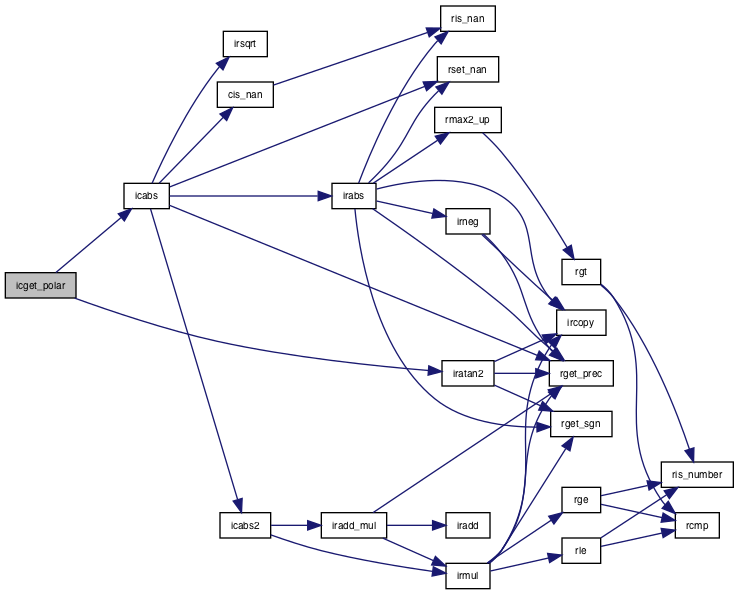 ris_nan
irsqrt
rset_nan
cis_nan
rmax2_up
icabs
irabs
irneg
rgt
icget_polar
ircopy
iratan2
rget_prec
rget_sgn
ris_number
rge
icabs2
iradd_mul
iradd
rcmp
rle
irmul